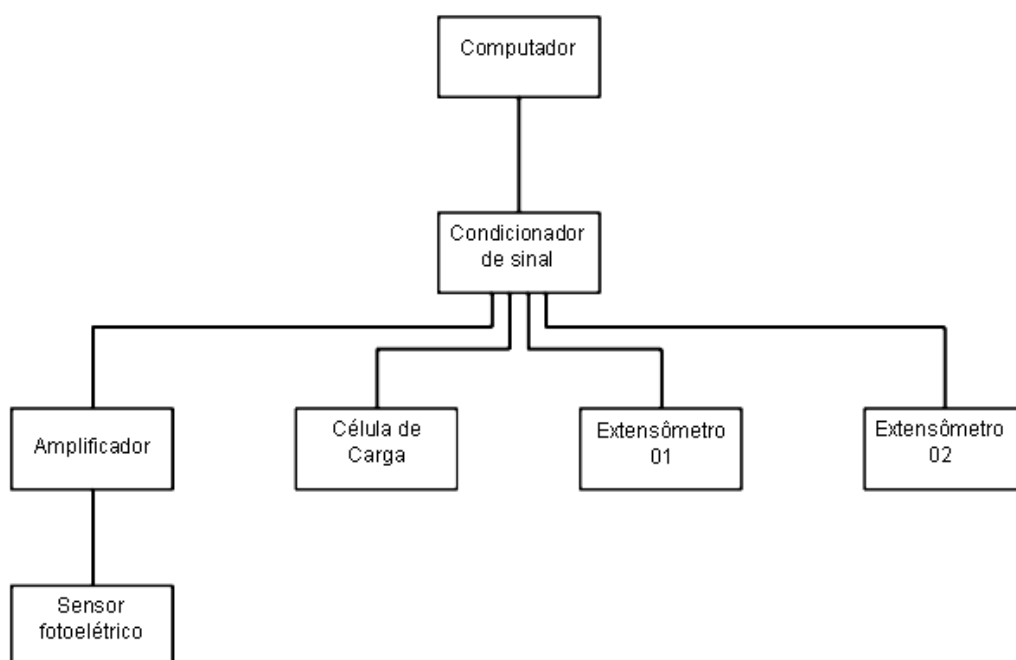 Computador
Condicionador
de sinal
Amplificador
Célula de
Carga
Extensômetro
01
Extensômetro
02
Sensor
fotoelétrico